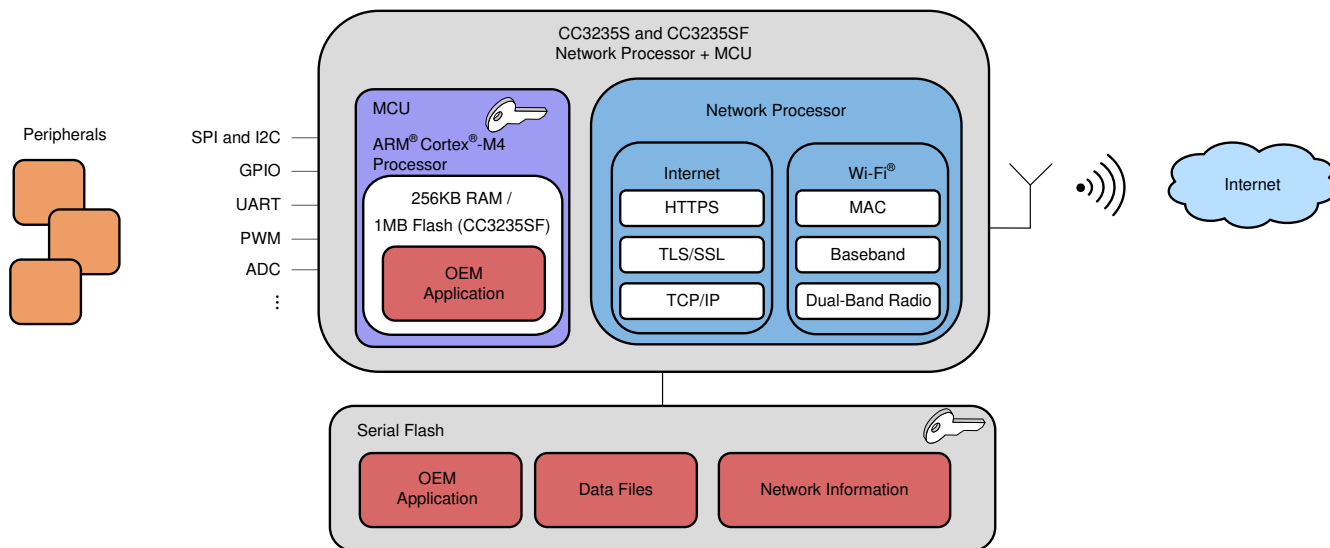 CC3235S and CC3235SF
Network Processor + MCU
Peripherals
SPI and I2C
GPIO
UART
PWM
ADC
⋮
MCU
ARM® Cortex®-M4
Processor
256KB RAM /
1MB Flash (CC3235SF)
OEM
Application
Network Processor
Internet
HTTPS
TLS/SSL
TCP/IP
Wi-Fi®
MAC
Baseband
Dual-Band Radio
Internet
Serial Flash
OEM
Application
Data Files
Network Information